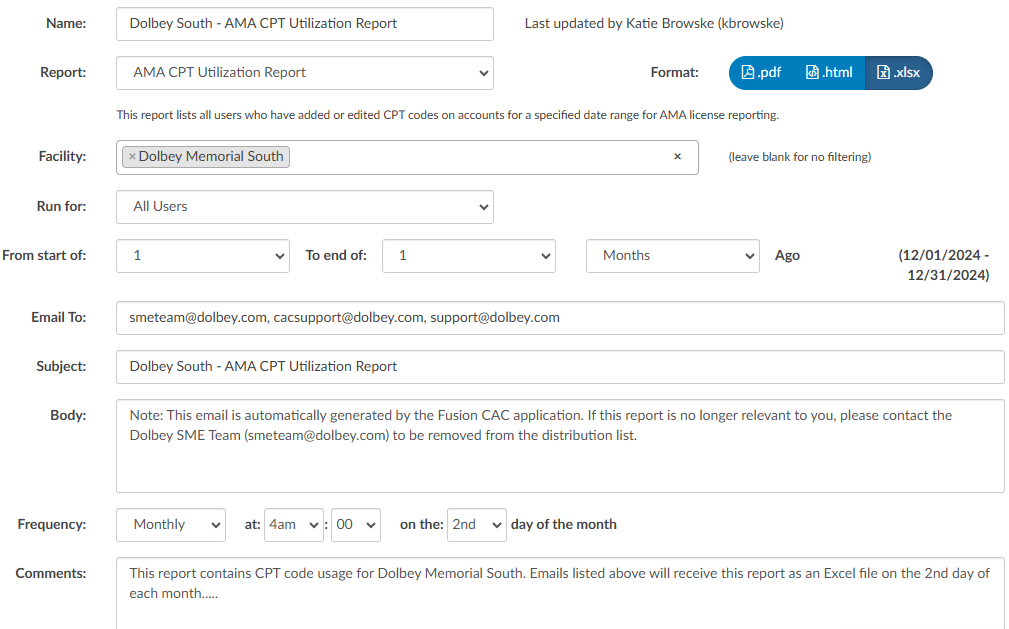 Name: Dolbey South - AMA CPT Utilization Report Last updated by Katie Browske (kbrowske)
Report: AMA CPT Utilization Report Format: .pdf .html .xlsx
This report lists all users who have added or edited CPT codes on accounts for a specified date range for AMA license reporting.
Facility: × Dolbey Memorial South × (leave blank for no filtering)
Run for: All Users
From start of: 1 To end of: 1 Months Ago (12/01/2024 -
12/31/2024)
Email To: smeteam@dolbey.com, cacsupport@dolbey.com, support@dolbey.com
Subject: Dolbey South - AMA CPT Utilization Report
Body: Note: This email is automatically generated by the Fusion CAC application. If this report is no longer relevant to you, please contact the
Dolbey SME Team (smeteam@dolbey.com) to be removed from the distribution list.
Frequency: Monthly at: 4am : 00 on the: 2nd day of the month
Comments: This report contains CPT code usage for Dolbey Memorial South. Emails listed above will receive this report as an Excel file on the 2nd day of
each month.....